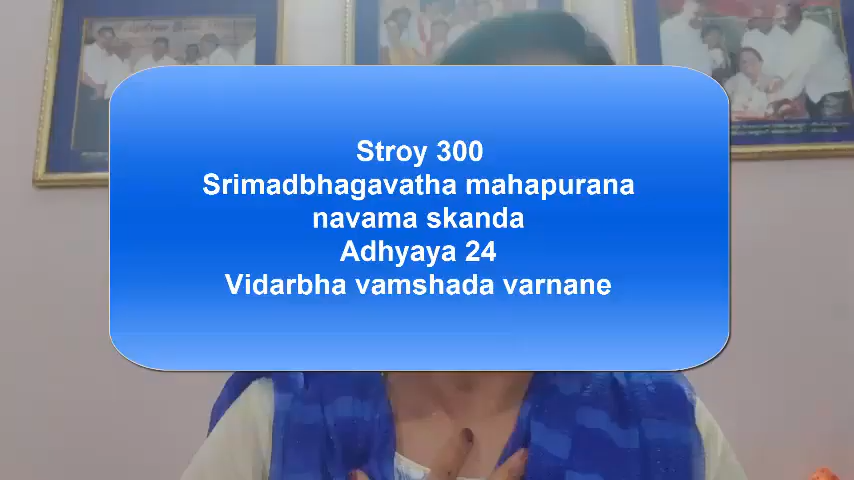 Stroy 300
Srimadbhagavatha mahapurana
navama skanda
Adhyaya 24
Vidarbha vamshada varnane